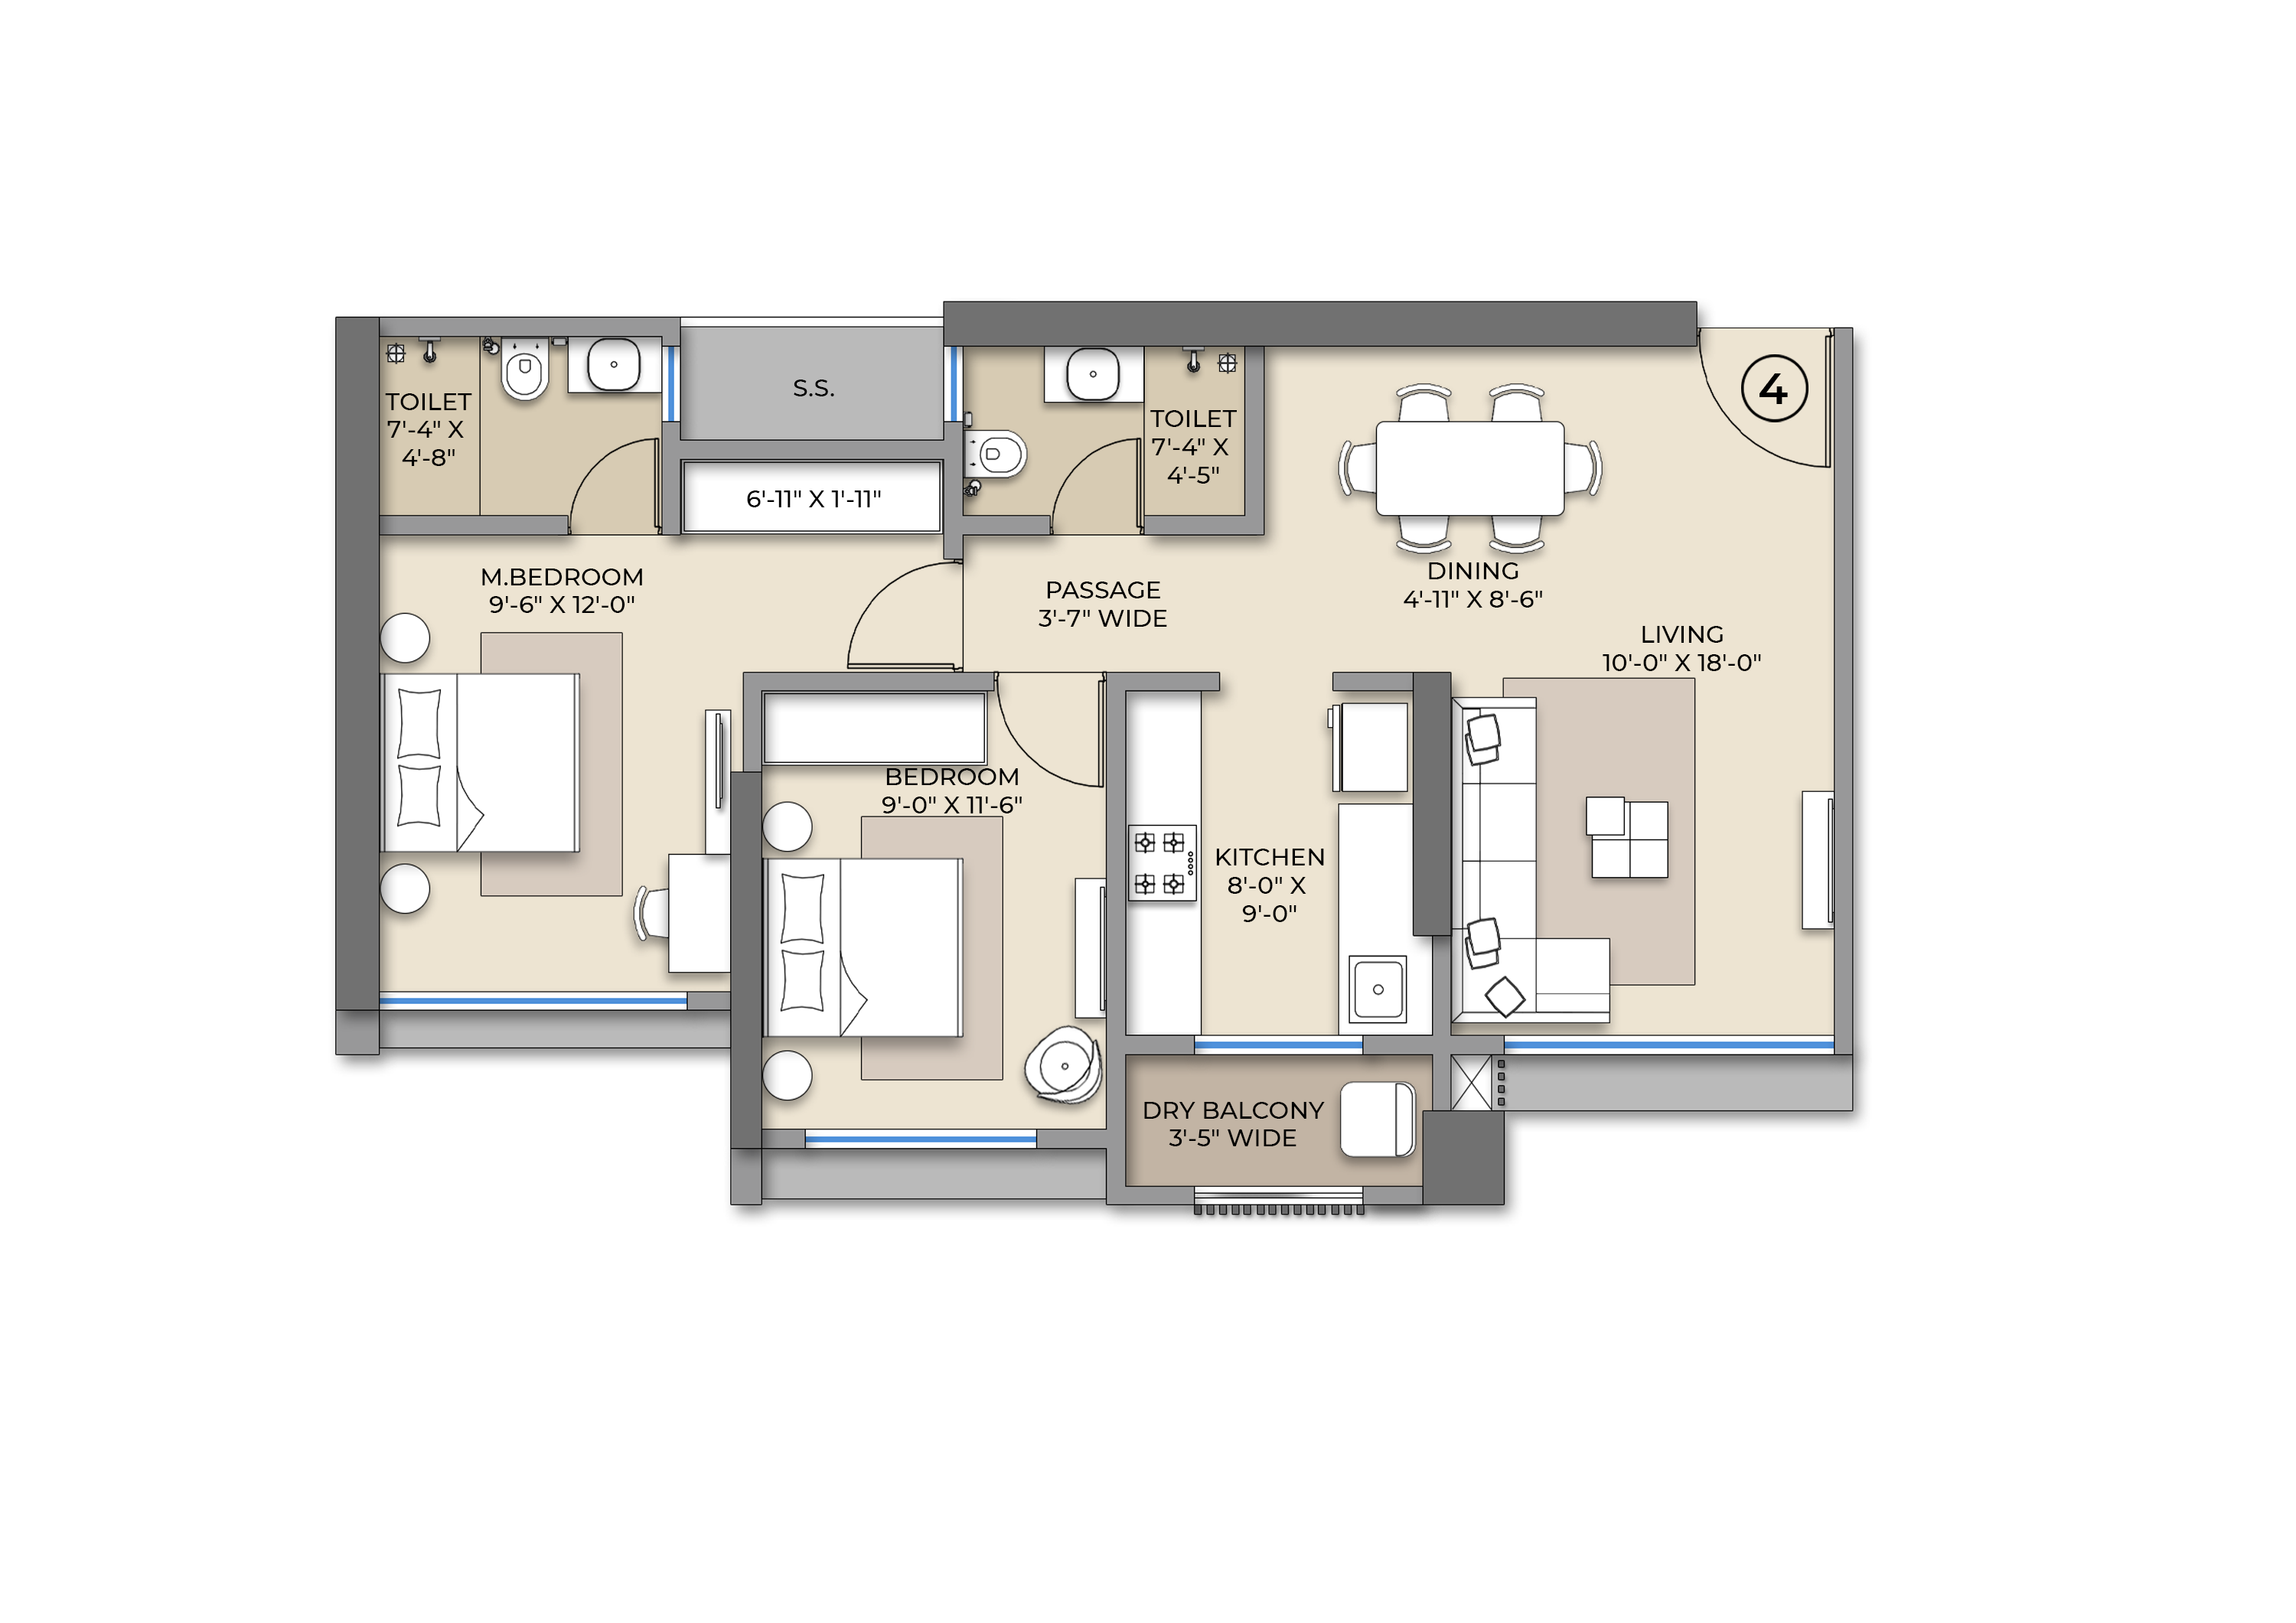 S.S.
4
TOILET
7'-4" X
4'-8"
TOILET
7'-4" X
4'-5"
6'-11" X 1'-11"
M.BEDROOM
9'-6" X 12'-0"
PASSAGE
3'-7" WIDE
DINING
4'-11" X 8'-6"
LIVING
10'-0" X 18'-0"
BEDROOM
9'-0" X 11'-6"
KITCHEN
8'-0" X
9'-0"
DRY BALCONY
3'-5" WIDE